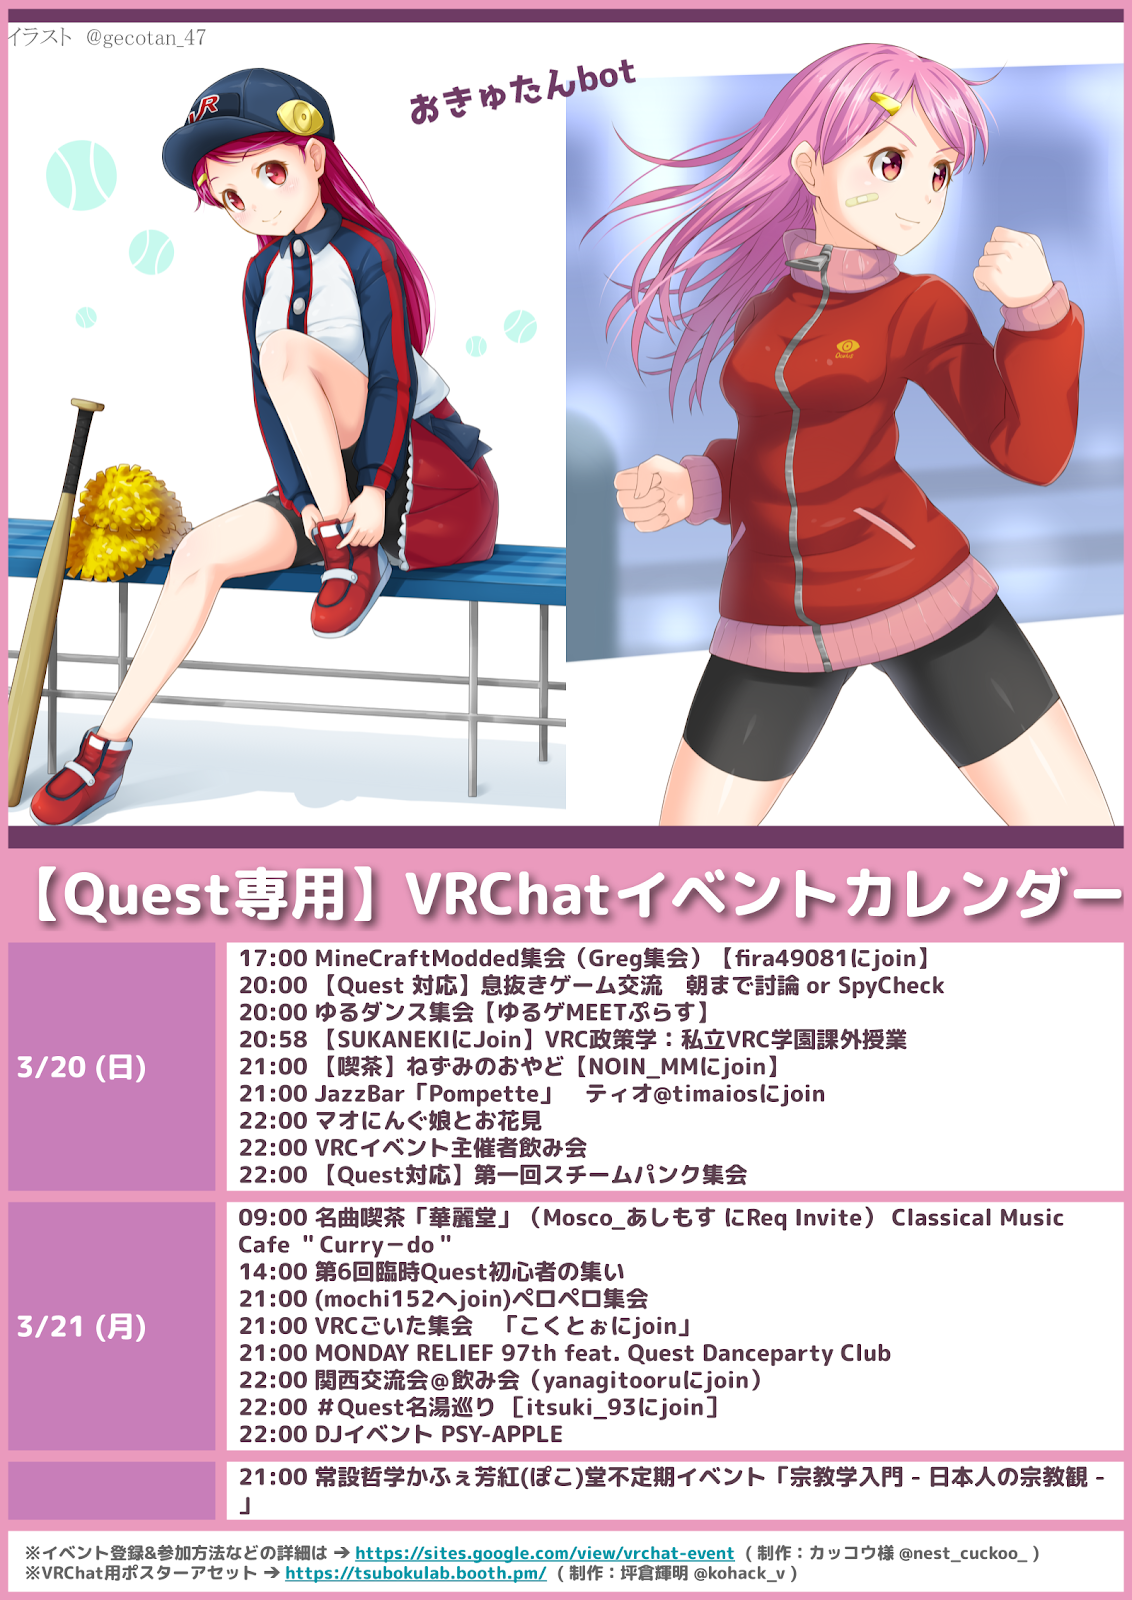 イラスト @gecotan_47
おきゅたんbot
VR
Quest
【Quest専用】VRChatイベントカレンダー
3/20 (日)
17:00 MineCraftModded集会（Greg集会）【fira49081にjoin】
20:00 【Quest 対応】息抜きゲーム交流　朝まで討論 or SpyCheck
20:00 ゆるダンス集会【ゆるゲMEETぷらす】
20:58 【SUKANEKIにJoin】VRC政策学：私立VRC学園課外授業
21:00 【喫茶】ねずみのおやど【NOIN_MMにjoin】
21:00 JazzBar「Pompette」　ティオ@timaiosにjoin
22:00 マオにんぐ娘とお花見
22:00 VRCイベント主催者飲み会
22:00 【Quest対応】第一回スチームパンク集会
3/21 (月)
09:00 名曲喫茶「華麗堂」（Mosco_あしもす にReq Invite） Classical Music
Cafe ＂Curry－do＂
14:00 第6回臨時Quest初心者の集い
21:00 (mochi152へjoin)ペロペロ集会
21:00 VRCごいた集会　「こくとぉにjoin」
21:00 MONDAY RELIEF 97th feat. Quest Danceparty Club
22:00 関西交流会＠飲み会（yanagitooruにjoin）
22:00 ＃Quest名湯巡り ［itsuki_93にjoin］
22:00 DJイベント PSY-APPLE
21:00 常設哲学かふぇ芳紅(ぽこ)堂不定期イベント「宗教学入門 - 日本人の宗教観 -
」
※イベント登録&参加方法などの詳細は ➔ https://sites.google.com/view/vrchat-event （ 制作：カッコウ様 @nest_cuckoo_ ）
※VRChat用ポスターアセット ➔ https://tsubokulab.booth.pm/ （ 制作：坪倉輝明 @kohack_v ）